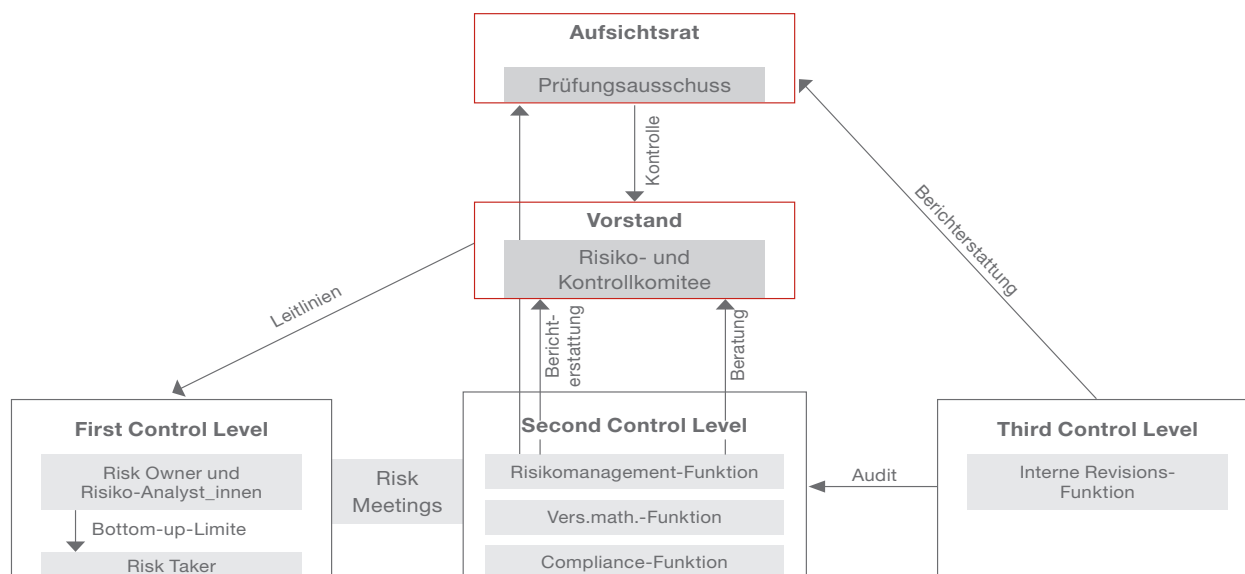 Aufsichtsrat
Prüfungsausschuss
Kontrolle
Vorstand
Risiko- und
Kontrollkomitee
Leitlinien
Bericht-
erstattung
Beratung
Berichterstattung
First Control Level
Risk Owner und
Risiko-Analyst_innen
Bottom-up-Limite
Risk Taker
Risk
Meetings
Second Control Level
Risikomanagement-Funktion
Vers.math.-Funktion
Compliance-Funktion
Audit
Third Control Level
Interne Revisions-
Funktion